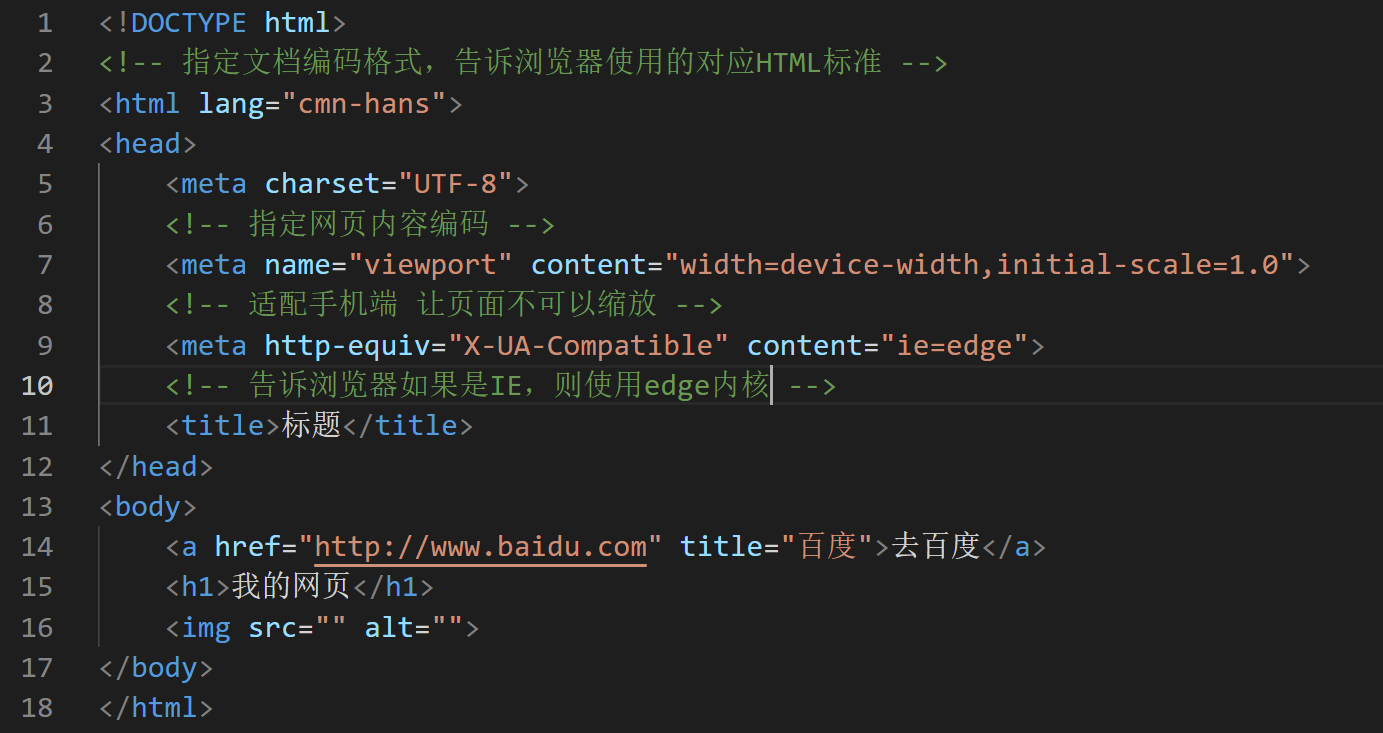 1 <!DOCTYPE html>
2 <!-- 指定文档编码格式，告诉浏览器使用的对应HTML标准 -->
3 <html lang="cmn-hans">
4 <head>
5     <meta charset="UTF-8">
6     <!-- 指定网页内容编码 -->
7     <meta name="viewport" content="width=device-width,initial-scale=1.0">
8     <!-- 适配手机端 让页面不可以缩放 -->
9     <meta http-equiv="X-UA-Compatible" content="ie=edge">
10     <!-- 告诉浏览器如果是IE，则使用edge内核 -->
11     <title>标题</title>
12 </head>
13 <body>
14     <a href="http://www.baidu.com" title="百度">去百度</a>
15     <h1>我的网页</h1>
16     <img src="" alt="">
17 </body>
18 </html>